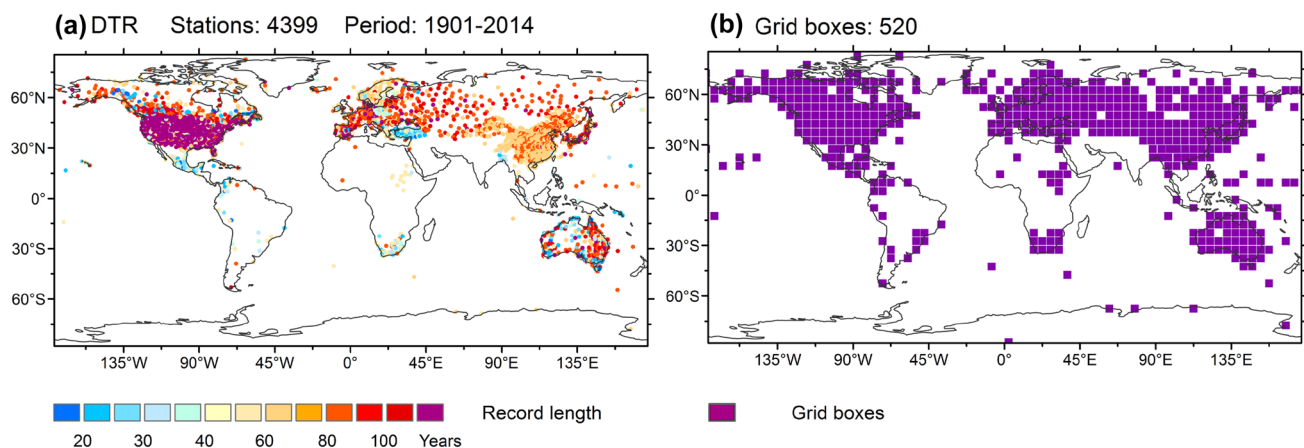 (a) DTR Stations: 4399 Period: 1901-2014
(b) Grid boxes: 520
60°N
30°N
0°
30°S
60°S
135°W 90°W 45°W 0° 45°E 90°E 135°E
60°N
30°N
0°
30°S
60°S
135°W 90°W 45°W 0° 45°E 90°E 135°E
Record length
20 30 40 60 80 100 Years
Grid boxes